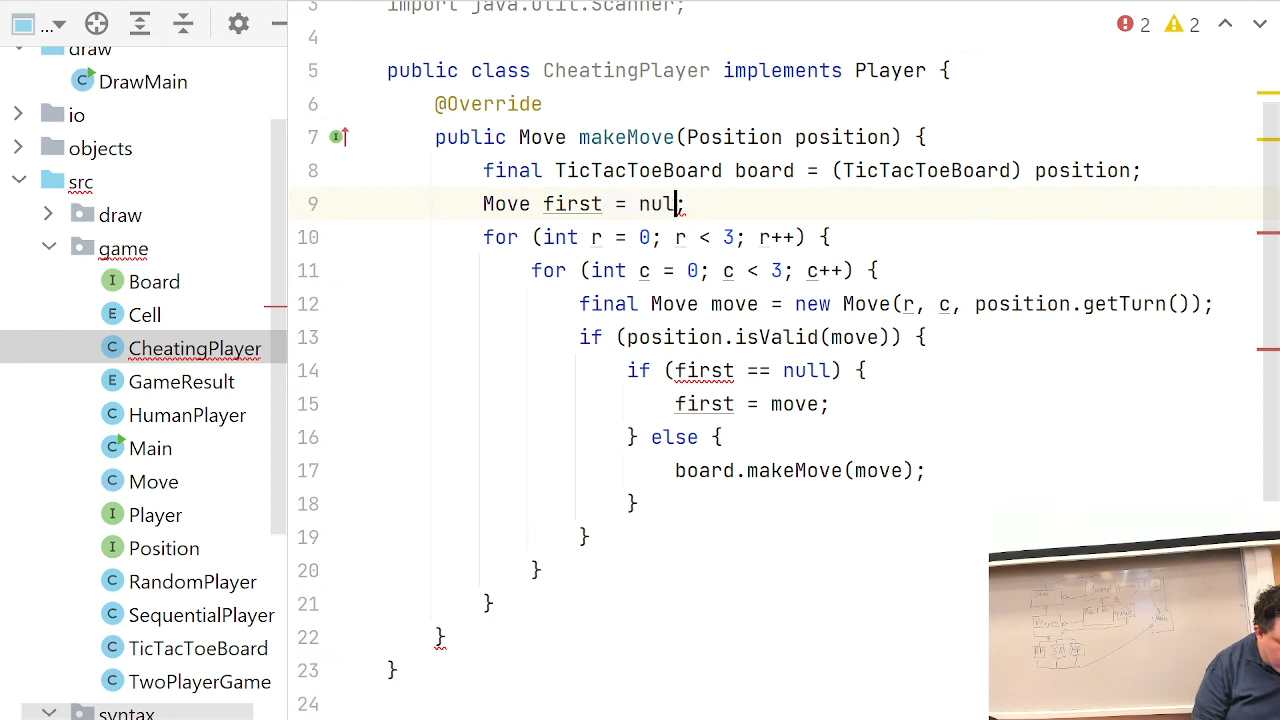 ...
draw
DrawMain
io
objects
src
draw
game
Board
Cell
CheatingPlayer
GameResult
HumanPlayer
Main
Move
Player
Position
RandomPlayer
SequentialPlayer
TicTacToeBoard
TwoPlayerGame
syntax
2 2
3 import java.util.Scanner;
4
5 public class CheatingPlayer implements Player {
6 @Override
7 public Move makeMove(Position position) {
8 final TicTacToeBoard board = (TicTacToeBoard) position;
9 Move first = nul;
10 for (int r = 0; r < 3; r++) {
11 for (int c = 0; c < 3; c++) {
12 final Move move = new Move(r, c, position.getTurn());
13 if (position.isValid(move)) {
14 if (first == null) {
15 first = move;
16 } else {
17 board.makeMove(move);
18 }
19 }
20 }
21 }
22 }
23 }
24